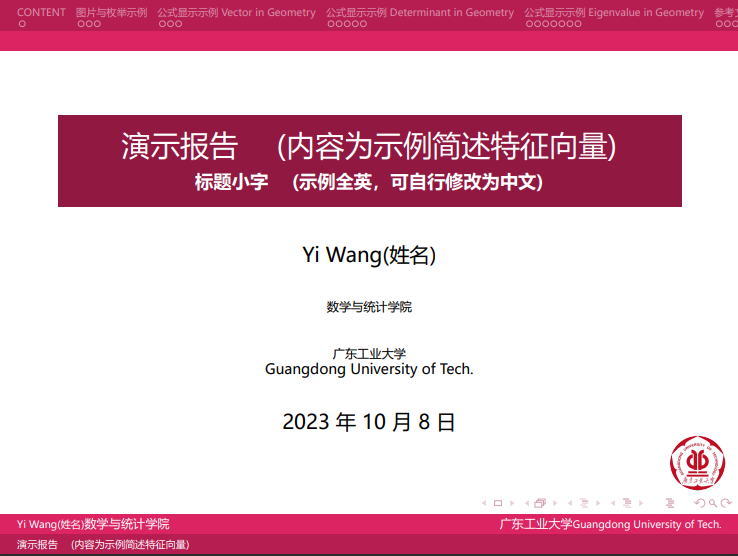 CONTENT 图片与枚举示例 公式显示示例 Vector in Geometry 公式显示示例 Determinant in Geometry 公式显示示例 Eigenvalue in Geometry
演示报告 (内容为示例简述特征向量)
标题小字 (示例全英，可自行修改为中文)
Yi Wang(姓名)
数学与统计学院
广东工业大学
Guangdong University of Tech.
2023 年 10 月 8 日
Yi Wang(姓名)数学与统计学院 广东工业大学Guangdong University of Tech.
演示报告 (内容为示例简述特征向量)